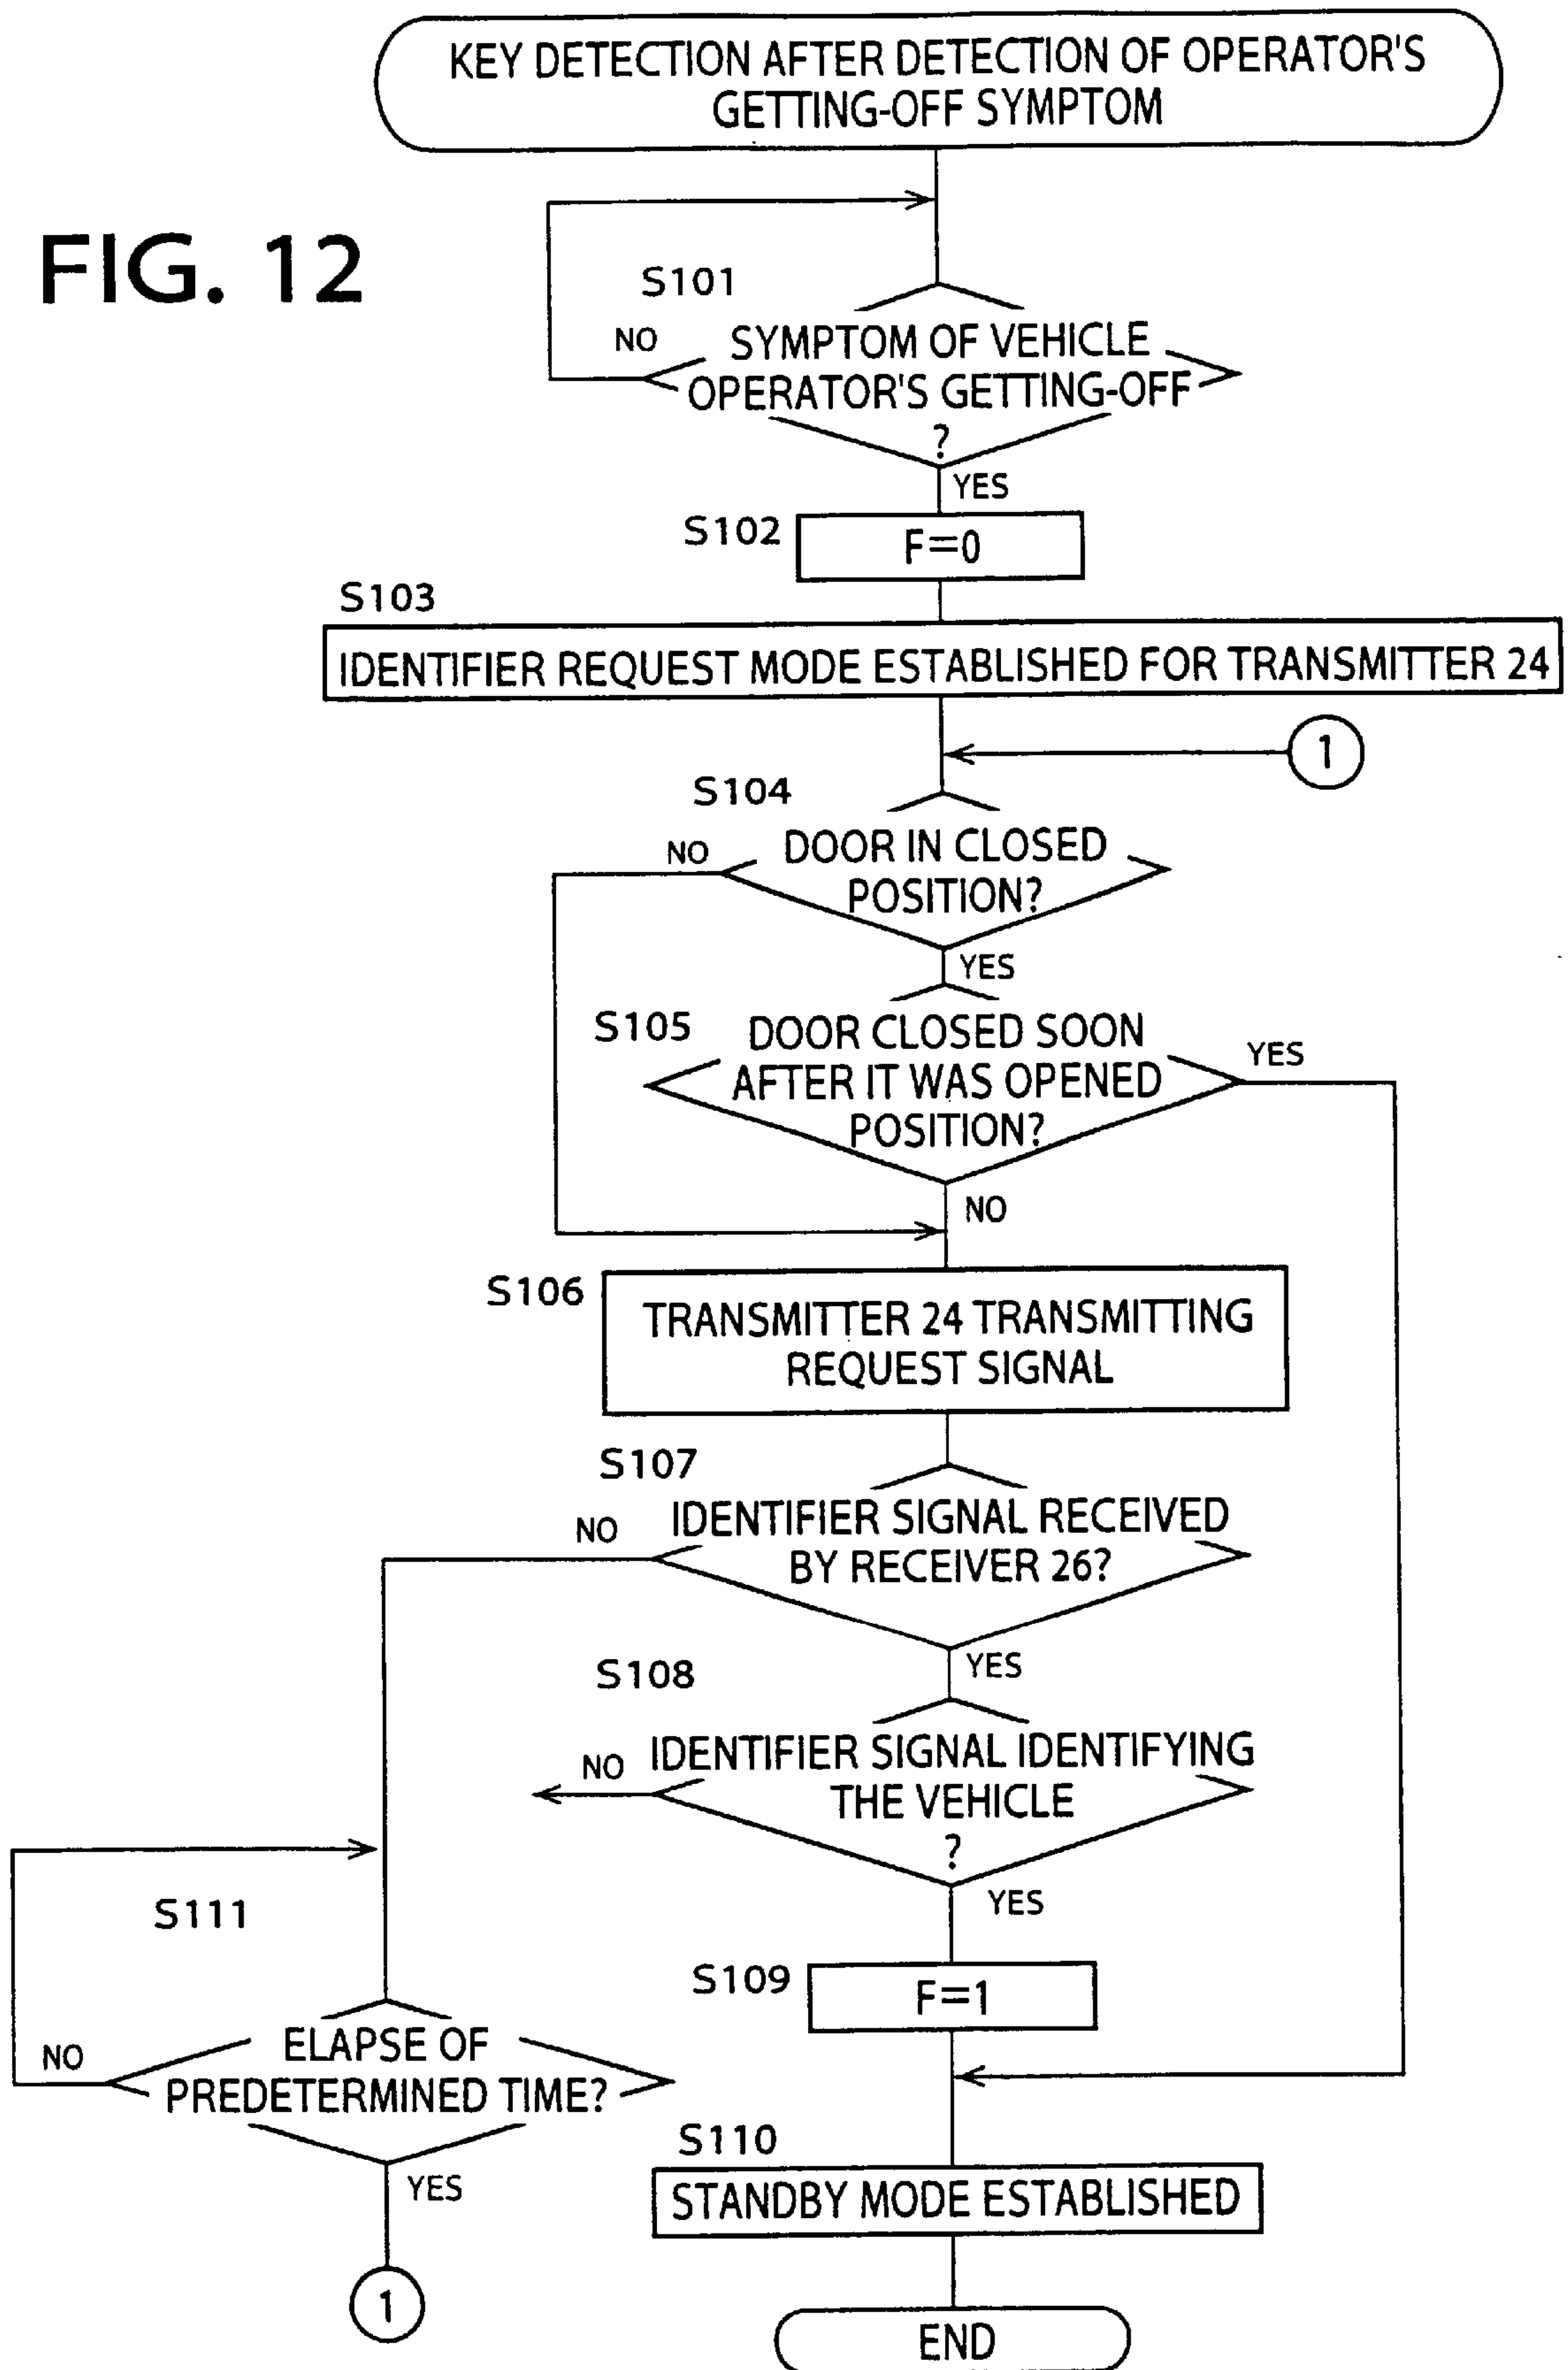 KEY DETECTION AFTER DETECTION OF OPERATOR'S
GETTING-OFF SYMPTOM
FIG. 12
S101
NO
SYMPTOM OF VEHICLE
OPERATOR'S GETTING-OFF
?
YES
S102
F=0
S103
IDENTIFIER REQUEST MODE ESTABLISHED FOR TRANSMITTER 24
1
S104
NO
DOOR IN CLOSED
POSITION?
YES
S105
DOOR CLOSED SOON
AFTER IT WAS OPENED
POSITION?
YES
NO
S106
TRANSMITTER 24 TRANSMITTING
REQUEST SIGNAL
S107
NO
IDENTIFIER SIGNAL RECEIVED
BY RECEIVER 26?
YES
S108
NO
IDENTIFIER SIGNAL IDENTIFYING
THE VEHICLE
?
YES
S111
S109
F=1
NO
ELAPSE OF
PREDETERMINED TIME?
YES
S110
STANDBY MODE ESTABLISHED
1
END